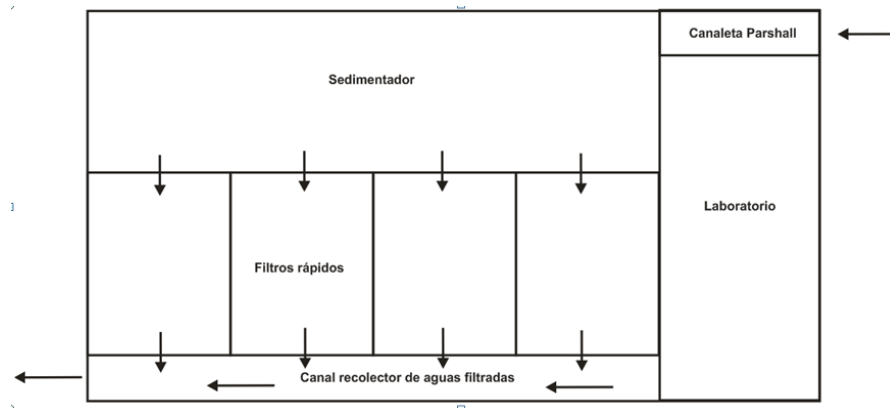 Canaleta Parshall
Sedimentador
Laboratorio
Filtros rápidos
Canal recolector de aguas filtradas